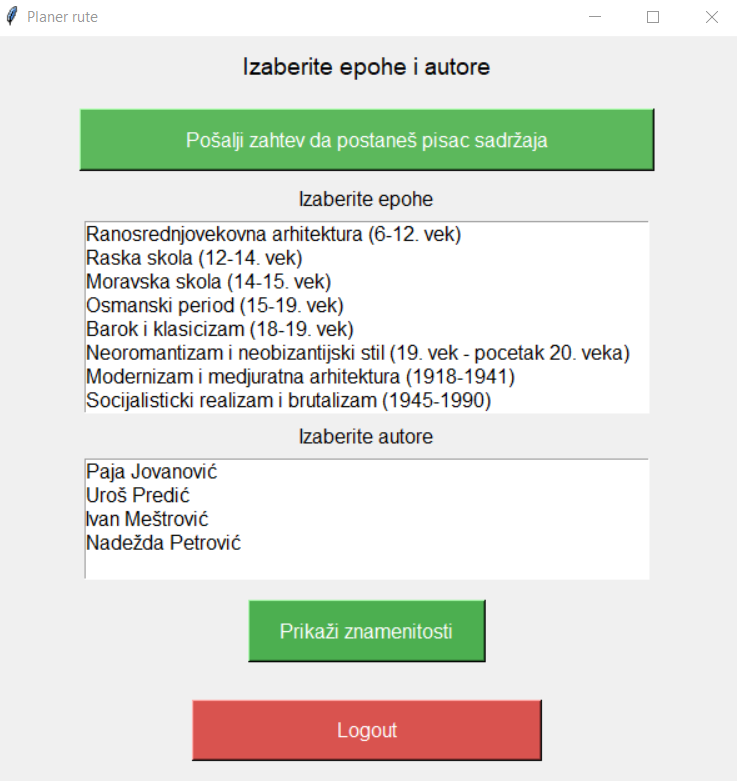 Planer rute
Izaberite epohe i autore
Pošalji zahtev da postaneš pisac sadržaja
Izaberite epohe
Ranosrednjovekovna arhitektura (6-12. vek)
Raska skola (12-14. vek)
Moravska skola (14-15. vek)
Osmanski period (15-19. vek)
Barok i klasicizam (18-19. vek)
Neoromantizam i neobizantijski stil (19. vek - pocetak 20. veka)
Modernizam i medjuratna arhitektura (1918-1941)
Socijalisticki realizam i brutalizam (1945-1990)
Izaberite autore
Paja Jovanović
Uroš Predić
Ivan Meštrović
Nadežda Petrović
Prikaži znamenitosti
Logout